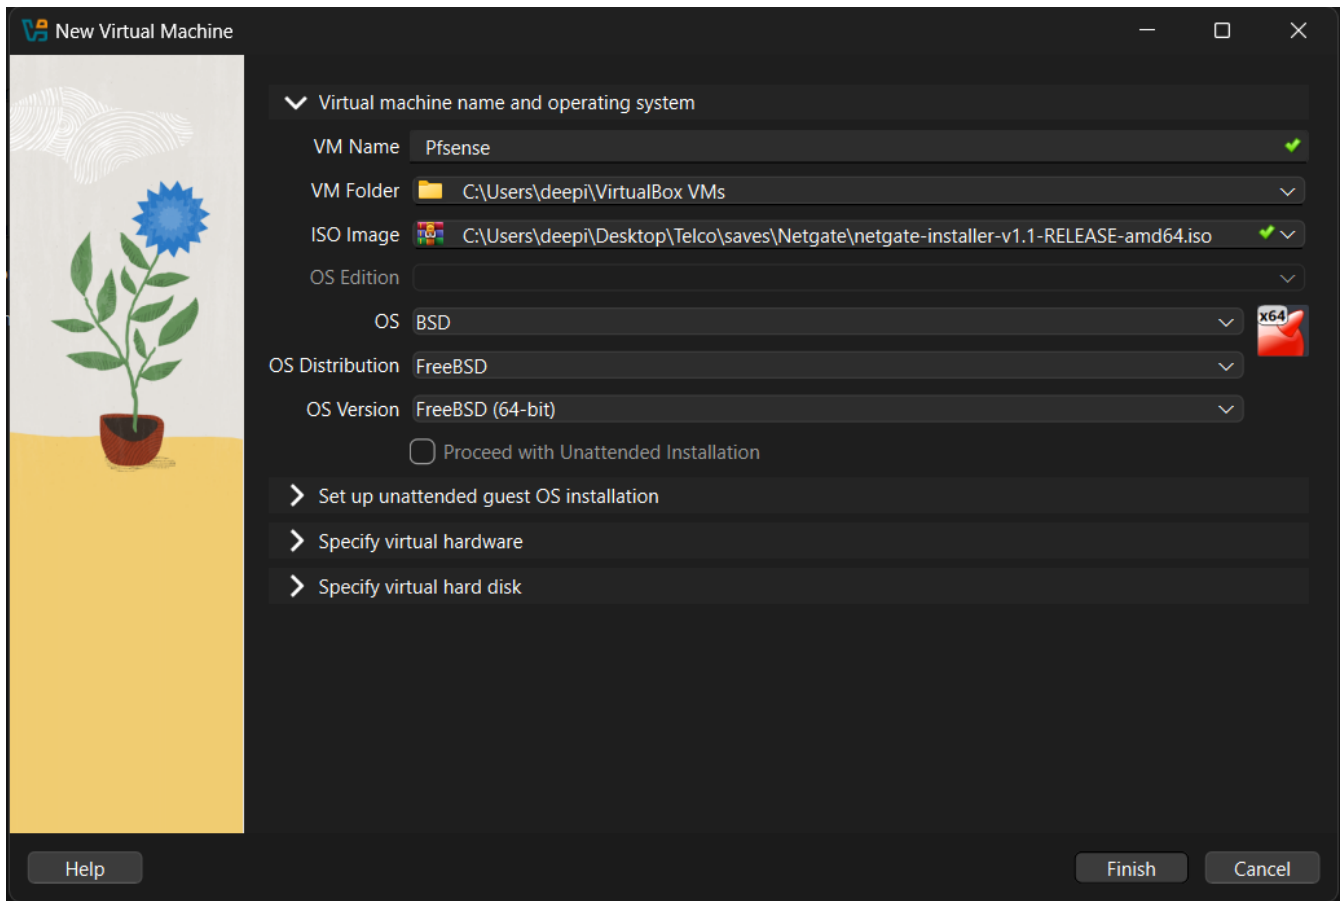 New Virtual Machine
Virtual machine name and operating system
VM Name Pfsense
VM Folder C:\Users\deepi\VirtualBox VMs
ISO Image C:\Users\deepi\Desktop\Telco\saves\Netgate\netgate-installer-v1.1-RELEASE-amd64.iso
OS Edition
OS BSD x64
OS Distribution FreeBSD
OS Version FreeBSD (64-bit)
Proceed with Unattended Installation
Set up unattended guest OS installation
Specify virtual hardware
Specify virtual hard disk
Help Finish Cancel